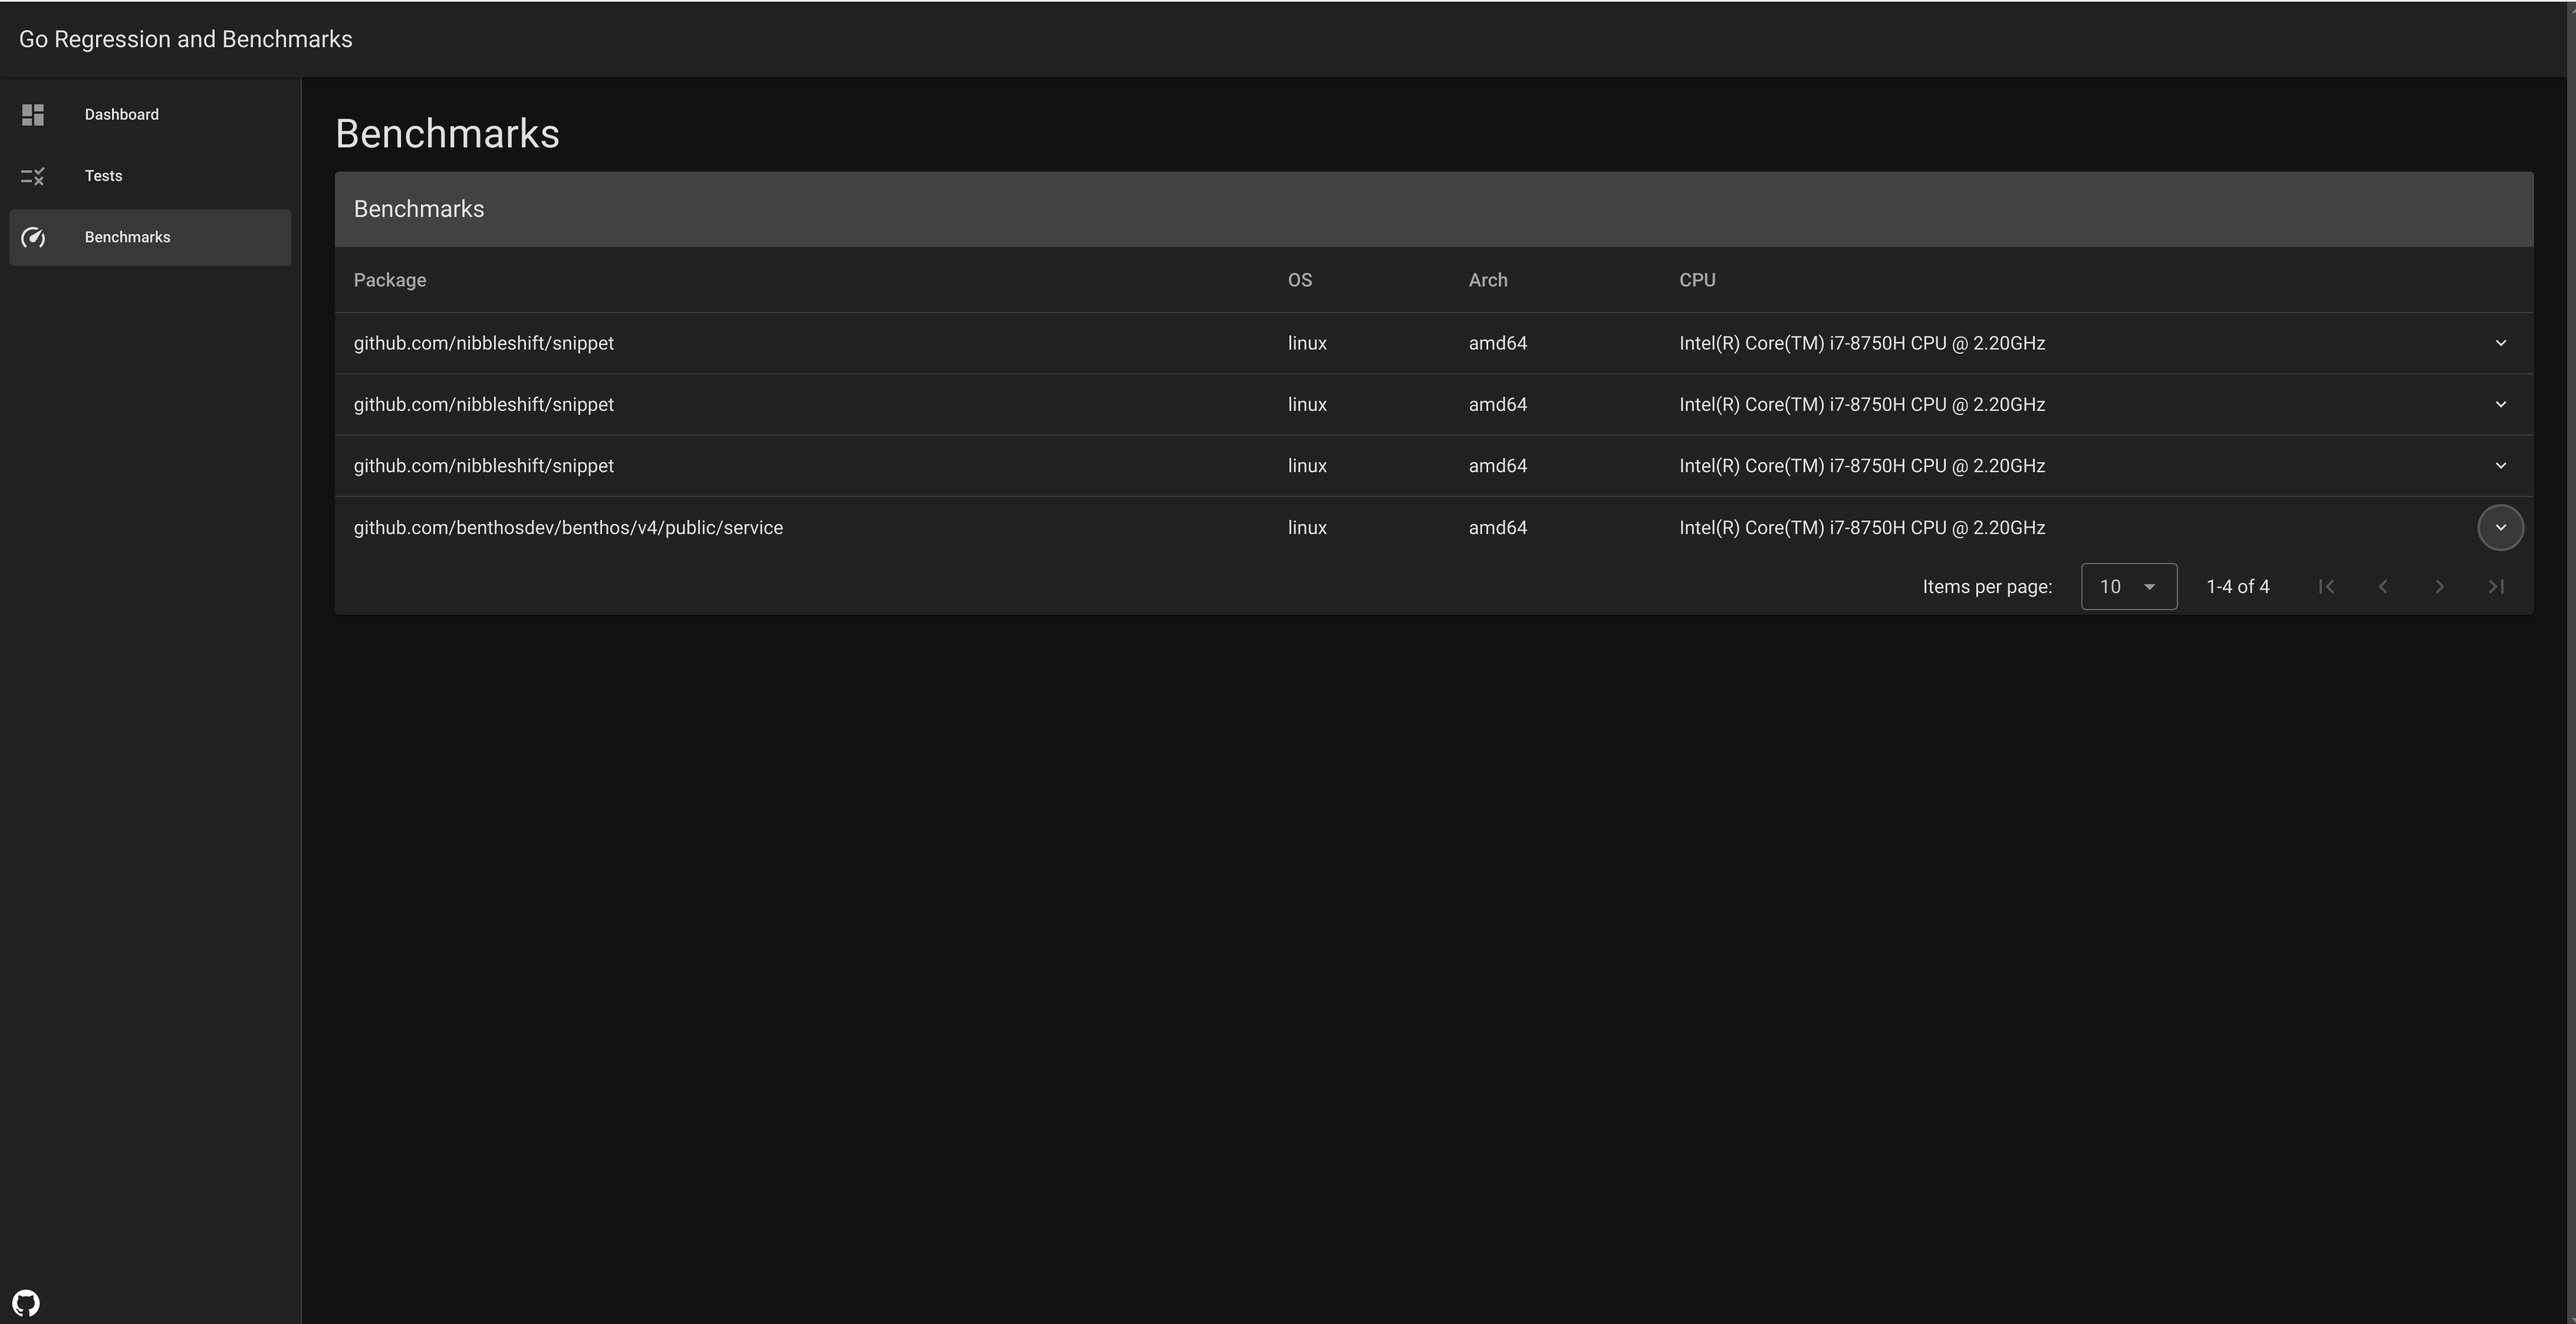 Go Regression and Benchmarks
Dashboard
Tests
Benchmarks
Benchmarks
Benchmarks
Package OS Arch CPU
github.com/nibbleshift/snippet linux amd64 Intel(R) Core(TM) i7-8750H CPU @ 2.20GHz
github.com/nibbleshift/snippet linux amd64 Intel(R) Core(TM) i7-8750H CPU @ 2.20GHz
github.com/nibbleshift/snippet linux amd64 Intel(R) Core(TM) i7-8750H CPU @ 2.20GHz
github.com/benthosdev/benthos/v4/public/service linux amd64 Intel(R) Core(TM) i7-8750H CPU @ 2.20GHz
Items per page: 10 1-4 of 4